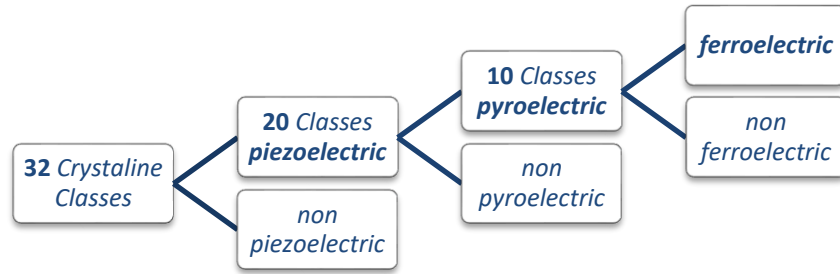 32 Crystaline
Classes
20 Classes
piezoelectric
non
piezoelectric
10 Classes
pyroelectric
non
pyroelectric
ferroelectric
non
ferroelectric